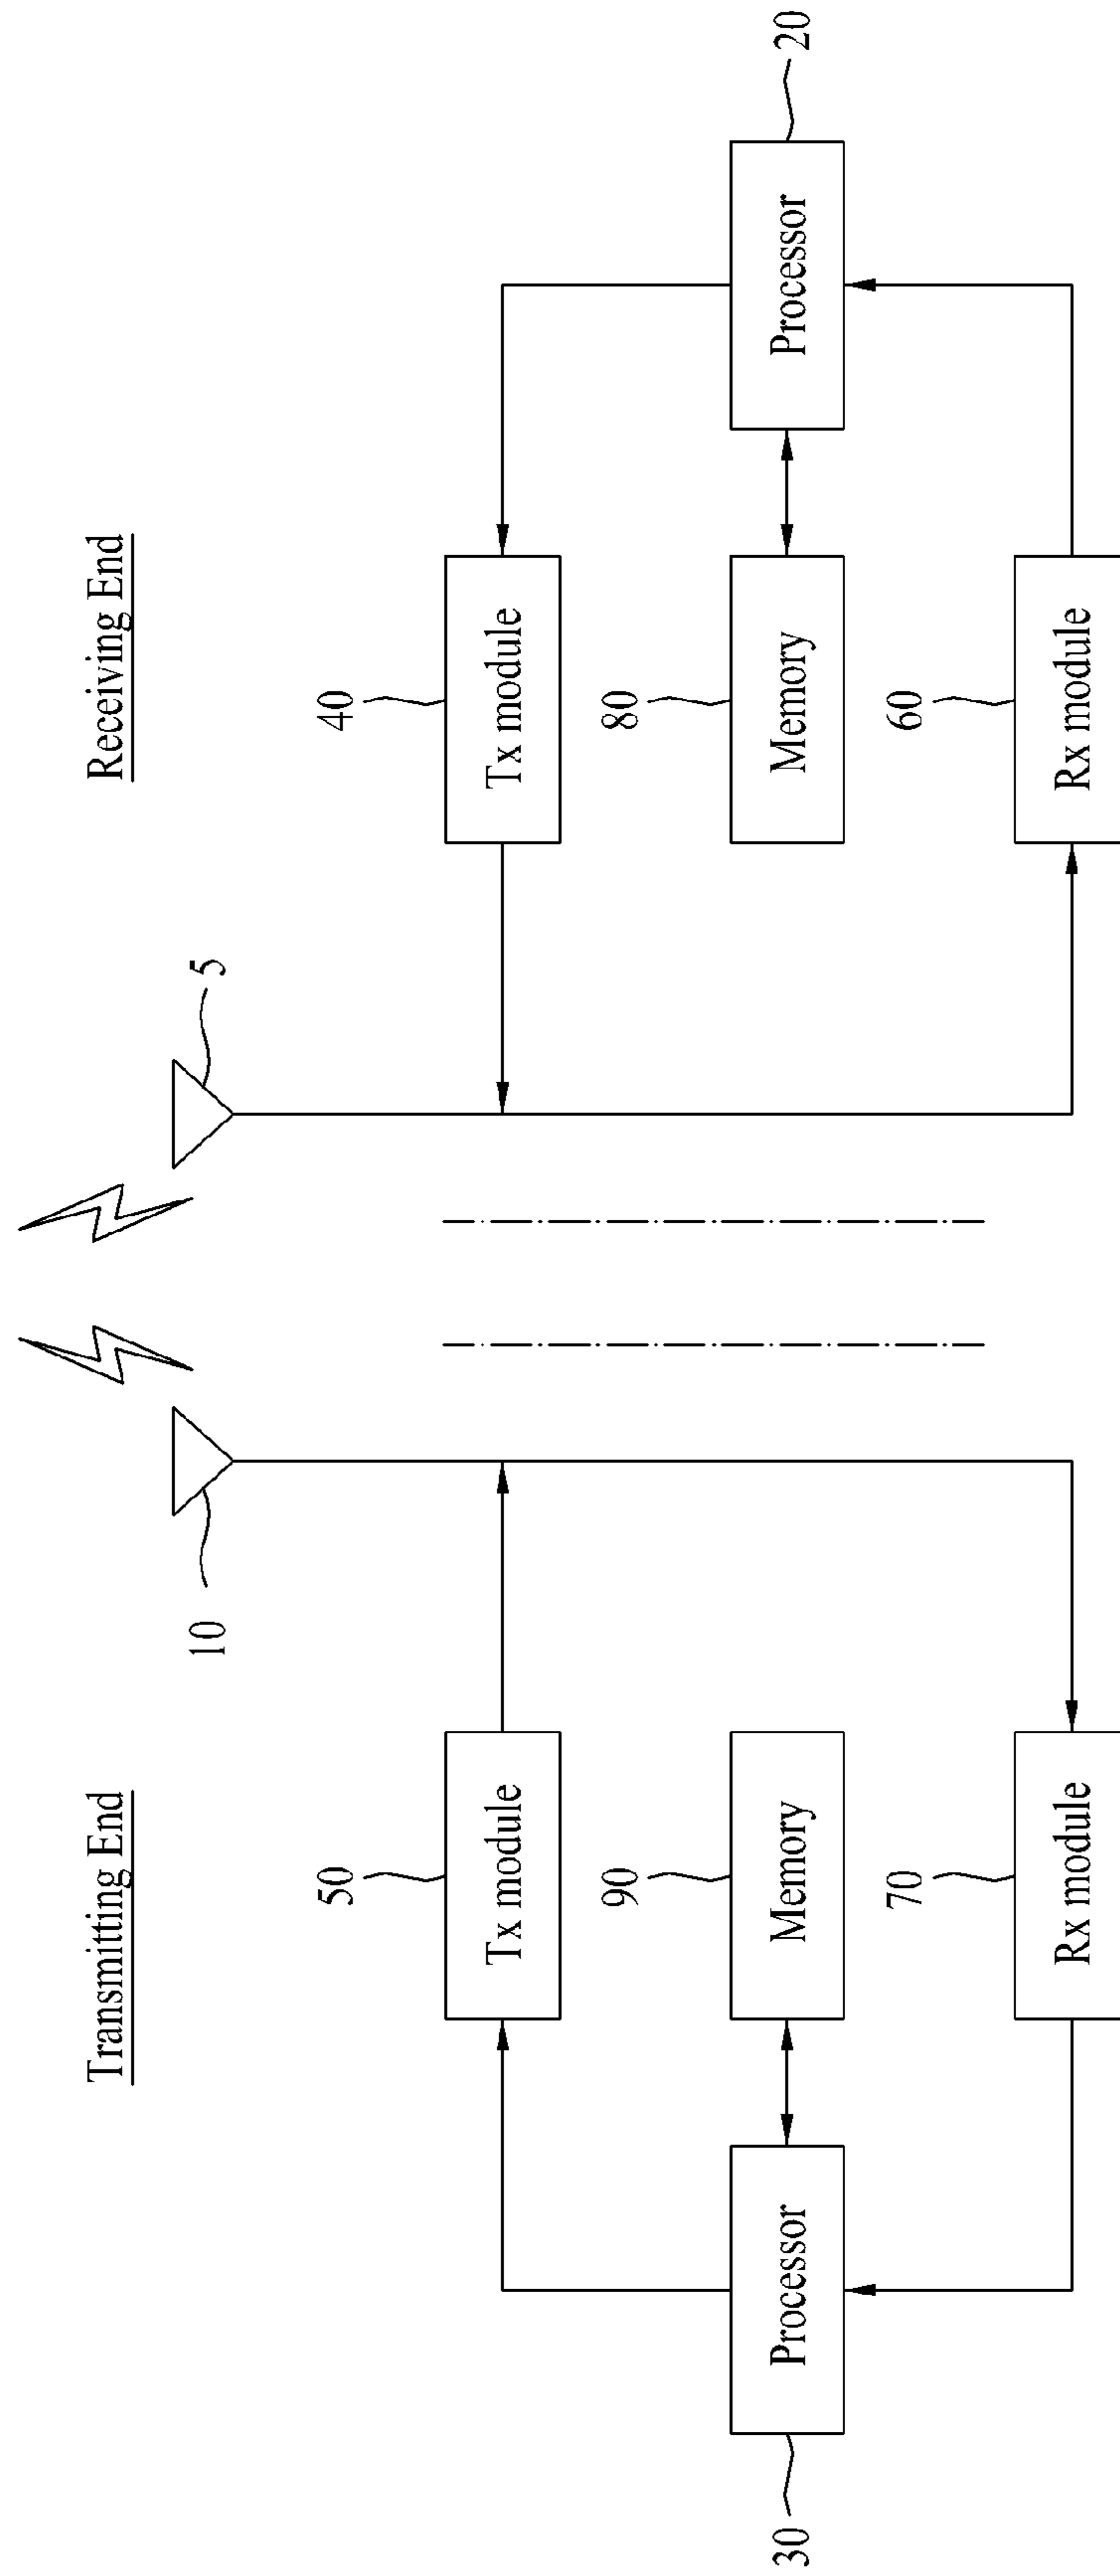 Transmitting End
Receiving End
10
5
50
Tx module
40
Tx module
30
Processor
90
Memory
80
Memory
Processor
20
70
Rx module
60
Rx module